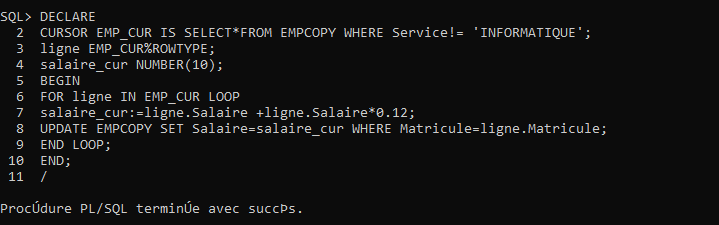 SQL> DECLARE
  2  CURSOR EMP_CUR IS SELECT*FROM EMPCOPY WHERE Service!= 'INFORMATIQUE';
  3  ligne EMP_CUR%ROWTYPE;
  4  salaire_cur NUMBER(10);
  5  BEGIN
  6  FOR ligne IN EMP_CUR LOOP
  7  salaire_cur:=ligne.Salaire +ligne.Salaire*0.12;
  8  UPDATE EMPCOPY SET Salaire=salaire_cur WHERE Matricule=ligne.Matricule;
  9  END LOOP;
 10  END;
 11  /
ProcÚdure PL/SQL terminÚe avec succÞs.